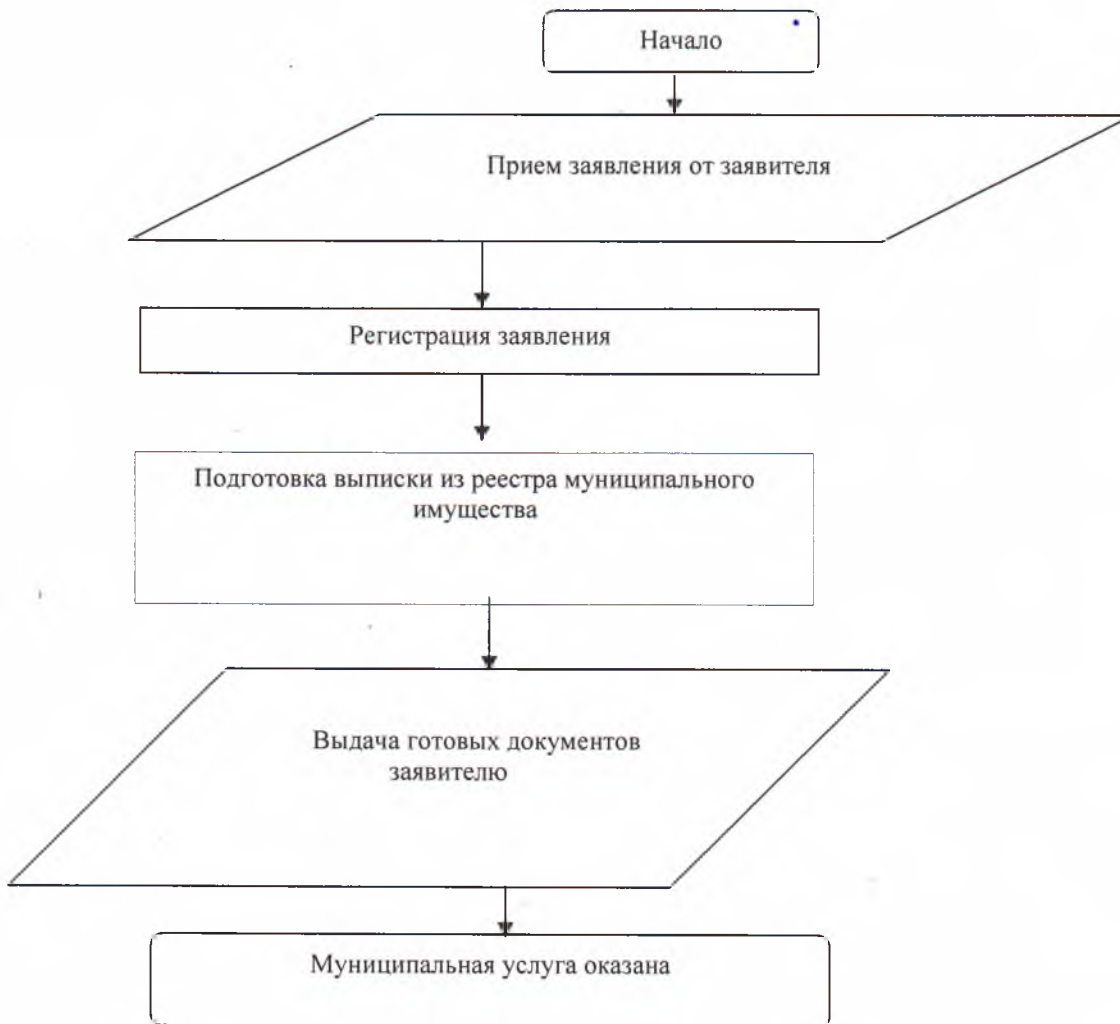 Начало
Прием заявления от заявителя
Регистрация заявления
Подготовка выписки из реестра муниципального
имущества
Выдача готовых документов
заявителю
Муниципальная услуга оказана